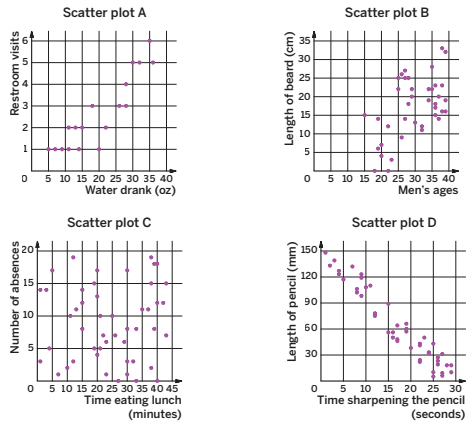 Scatter plot A
Restroom visits
6
5
4
3
2
1
0 5 10 15 20 25 30 35 40
Water drank (oz)
Scatter plot B
Length of beard (cm)
35
30
25
20
15
10
5
0 5 10 15 20 25 30 35 40
Men's ages
Scatter plot C
Number of absences
20
15
10
5
0 5 10 15 20 25 30 35 40 45
Time eating lunch
(minutes)
Scatter plot D
Length of pencil (mm)
150
120
90
60
30
0 5 10 15 20 25 30
Time sharpening the pencil
(seconds)